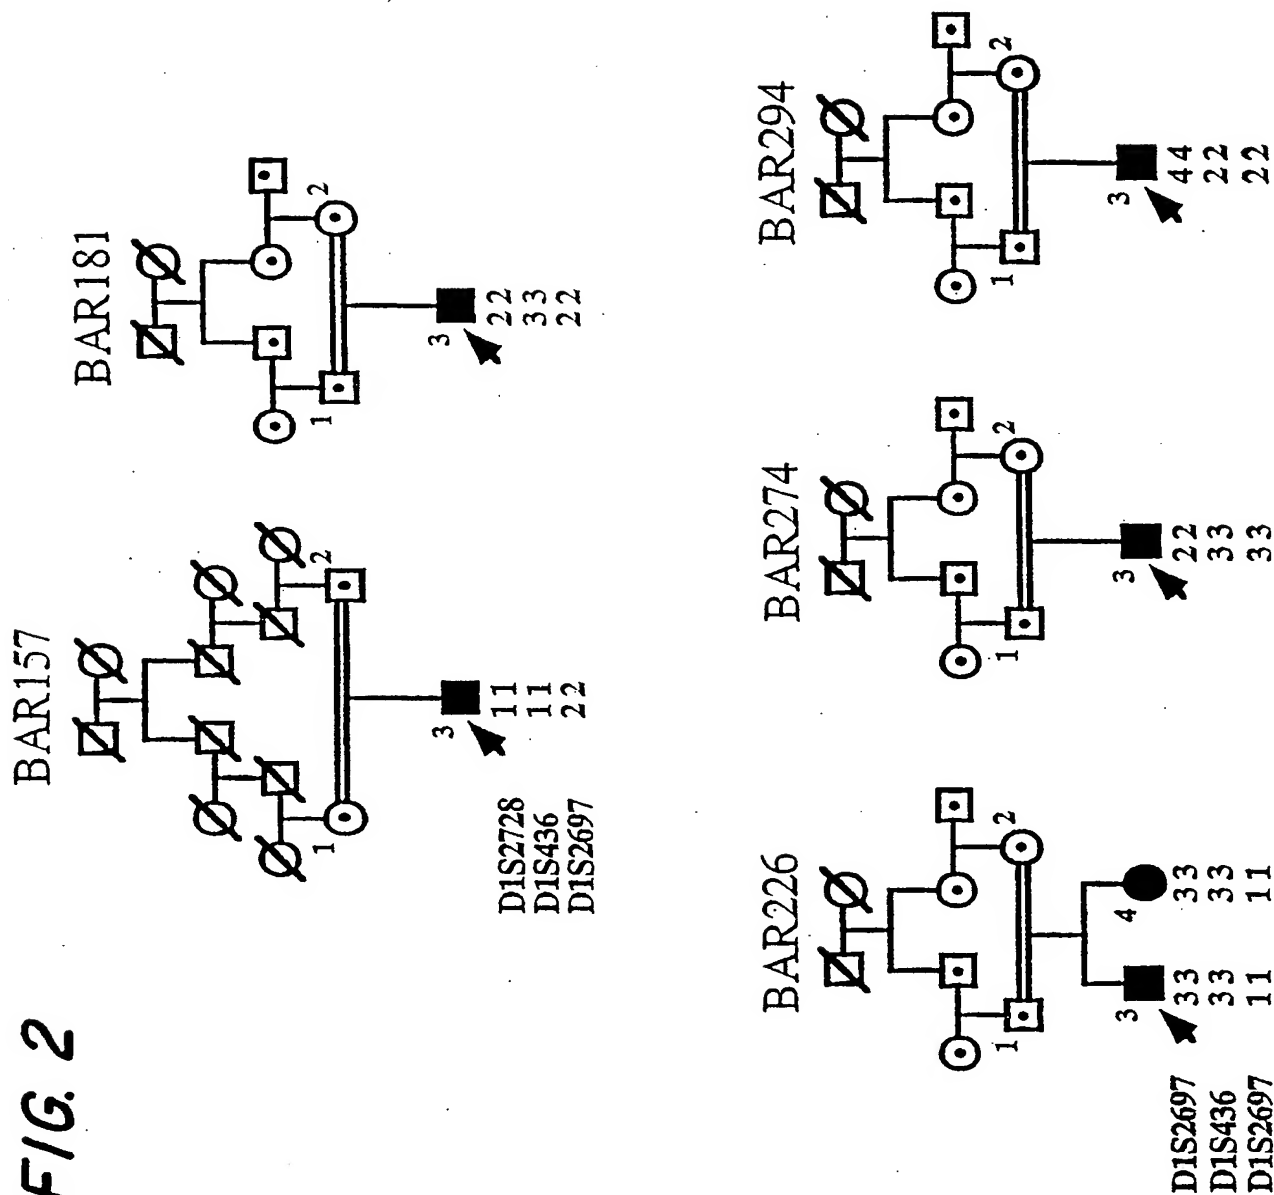 FIG. 2
BAR157
1
2
3
D1S2728 11
D1S436 11
D1S2697 22
BAR181
1
2
3
22
33
22
BAR226
1
2
3
4
D1S2697 33 33
D1S436 33 33
D1S2697 11 11
BAR274
1
2
3
22
33
33
BAR294
1
2
3
44
22
22